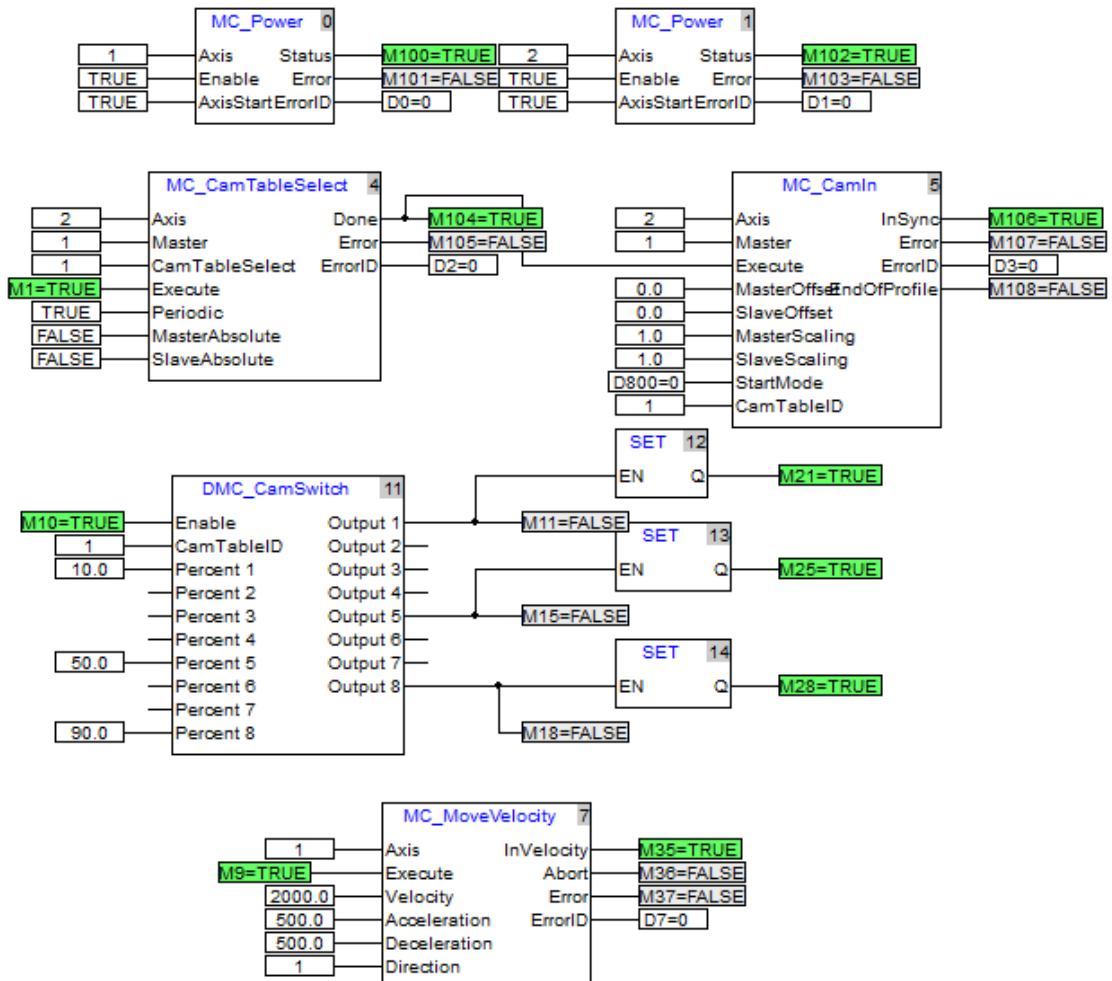 MC_Power 0
1 Axis Status M100=TRUE
TRUE Enable Error M101=FALSE
TRUE AxisStart ErrorID D0=0
MC_Power 1
2 Axis Status M102=TRUE
TRUE Enable Error M103=FALSE
TRUE AxisStart ErrorID D1=0
MC_CamTableSelect 4
2 Axis Done M104=TRUE
1 Master Error M105=FALSE
1 CamTableSelect ErrorID D2=0
M1=TRUE Execute
TRUE Periodic
FALSE MasterAbsolute
FALSE SlaveAbsolute
MC_CamIn 5
2 Axis InSync M106=TRUE
1 Master Error M107=FALSE
Execute ErrorID D3=0
0.0 MasterOffset EndOfProfile M108=FALSE
0.0 SlaveOffset
1.0 MasterScaling
1.0 SlaveScaling
D800=0 StartMode
1 CamTableID
DMC_CamSwitch 11
M10=TRUE Enable Output 1 M11=FALSE
1 CamTableID Output 2
10.0 Percent 1 Output 3
Percent 2 Output 4
Percent 3 Output 5 M15=FALSE
Percent 4 Output 6
50.0 Percent 5 Output 7
Percent 6 Output 8
Percent 7
90.0 Percent 8 M18=FALSE
SET 12
EN Q M21=TRUE
SET 13
EN Q M25=TRUE
SET 14
EN Q M28=TRUE
MC_MoveVelocity 7
1 Axis InVelocity M35=TRUE
M9=TRUE Execute Abort M36=FALSE
2000.0 Velocity Error M37=FALSE
500.0 Acceleration ErrorID D7=0
500.0 Deceleration
1 Direction